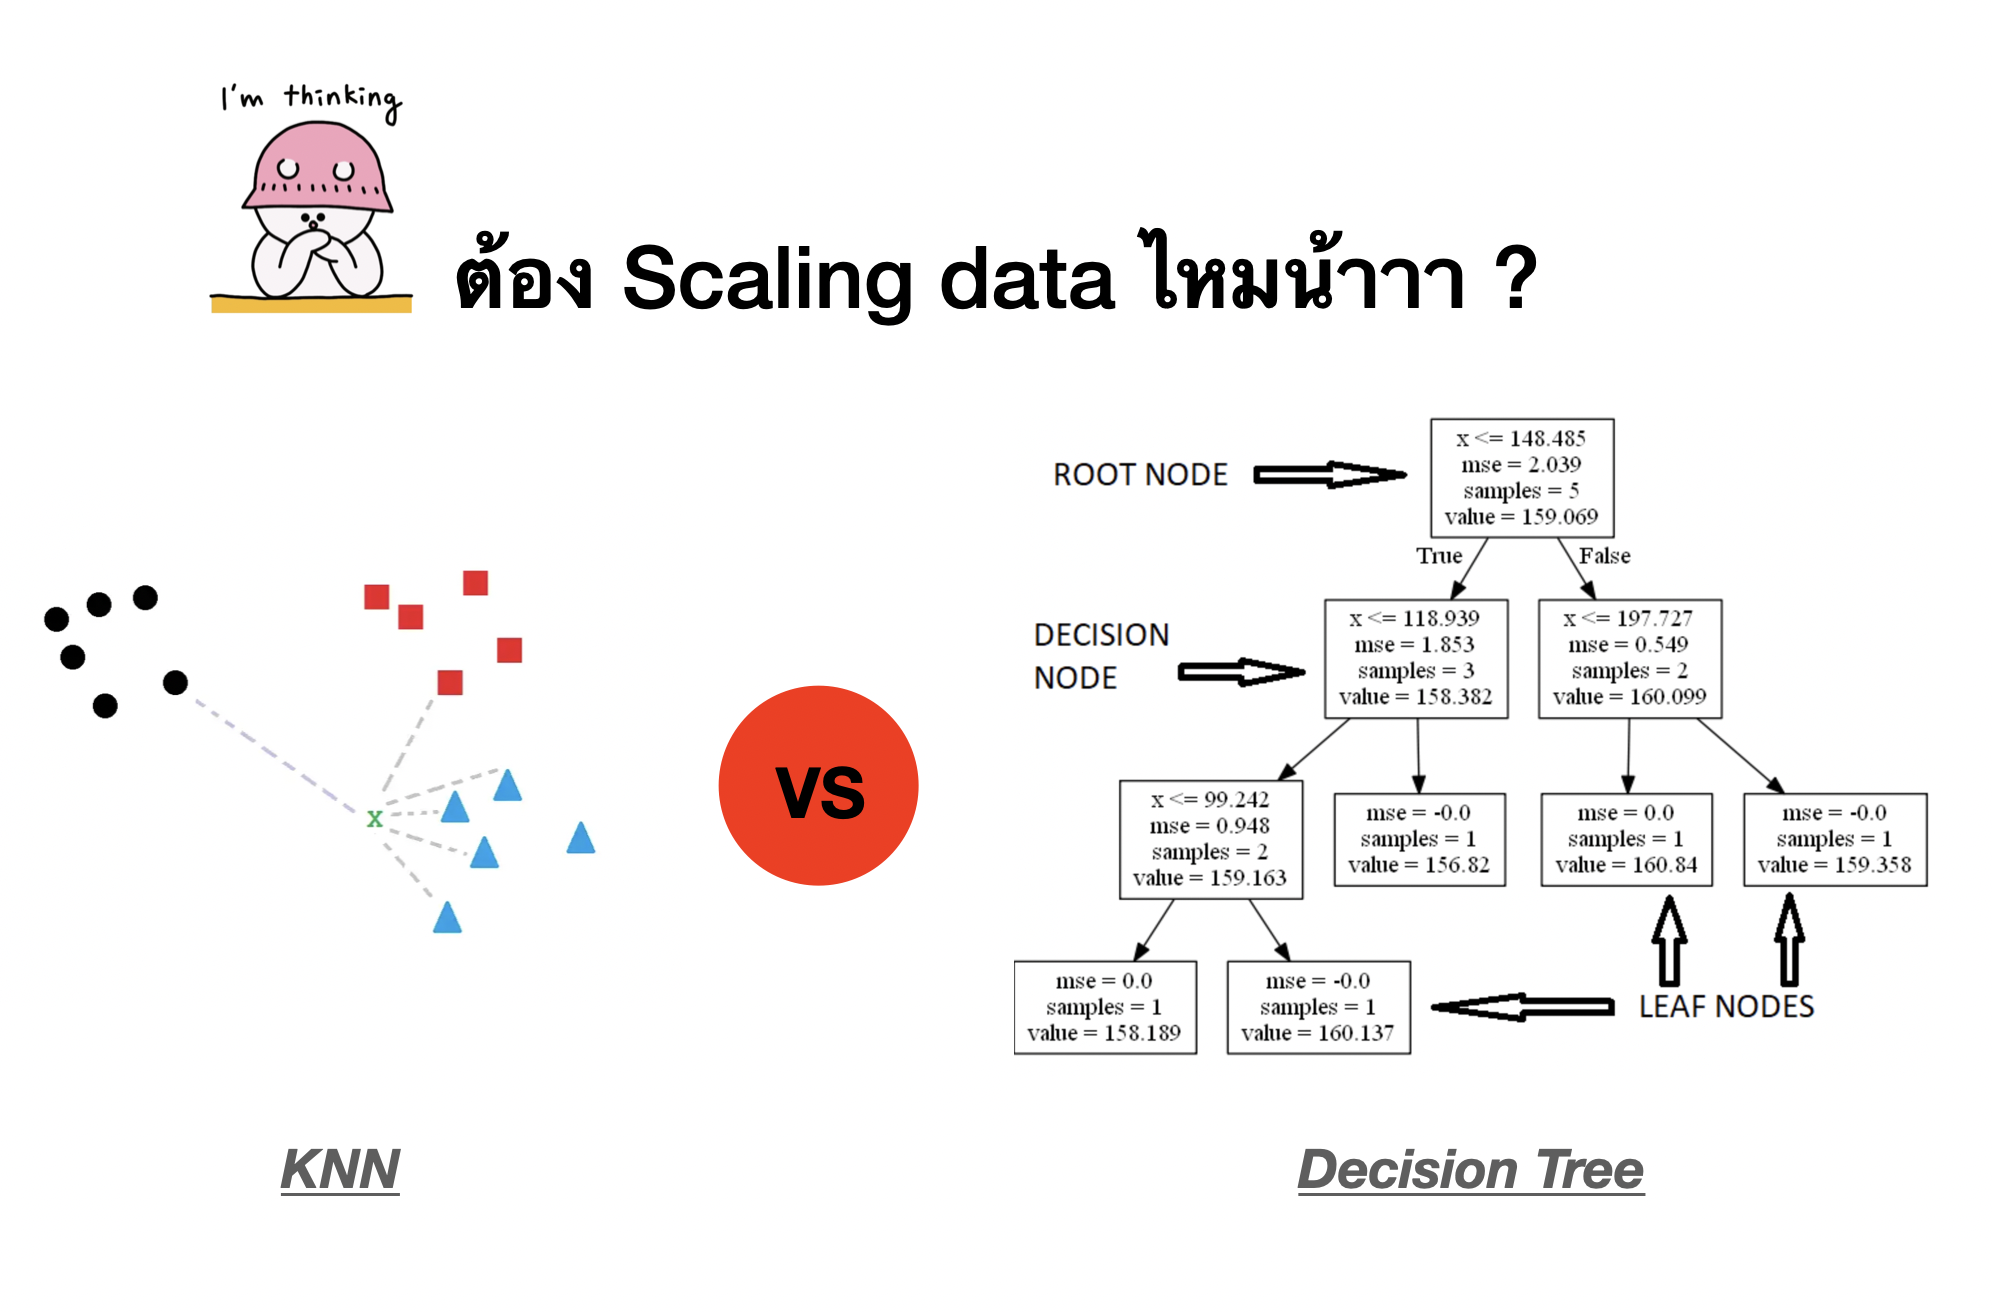 I'm thinking
ต้อง Scaling data ไหมน้าาา ?
ROOT NODE
x <= 148.485
mse = 2.039
samples = 5
value = 159.069
True
False
DECISION
NODE
x <= 118.939
mse = 1.853
samples = 3
value = 158.382
x <= 197.727
mse = 0.549
samples = 2
value = 160.099
x
vs
x <= 99.242
mse = 0.948
samples = 2
value = 159.163
mse = -0.0
samples = 1
value = 156.82
mse = 0.0
samples = 1
value = 160.84
mse = -0.0
samples = 1
value = 159.358
mse = 0.0
samples = 1
value = 158.189
mse = -0.0
samples = 1
value = 160.137
LEAF NODES
KNN
Decision Tree